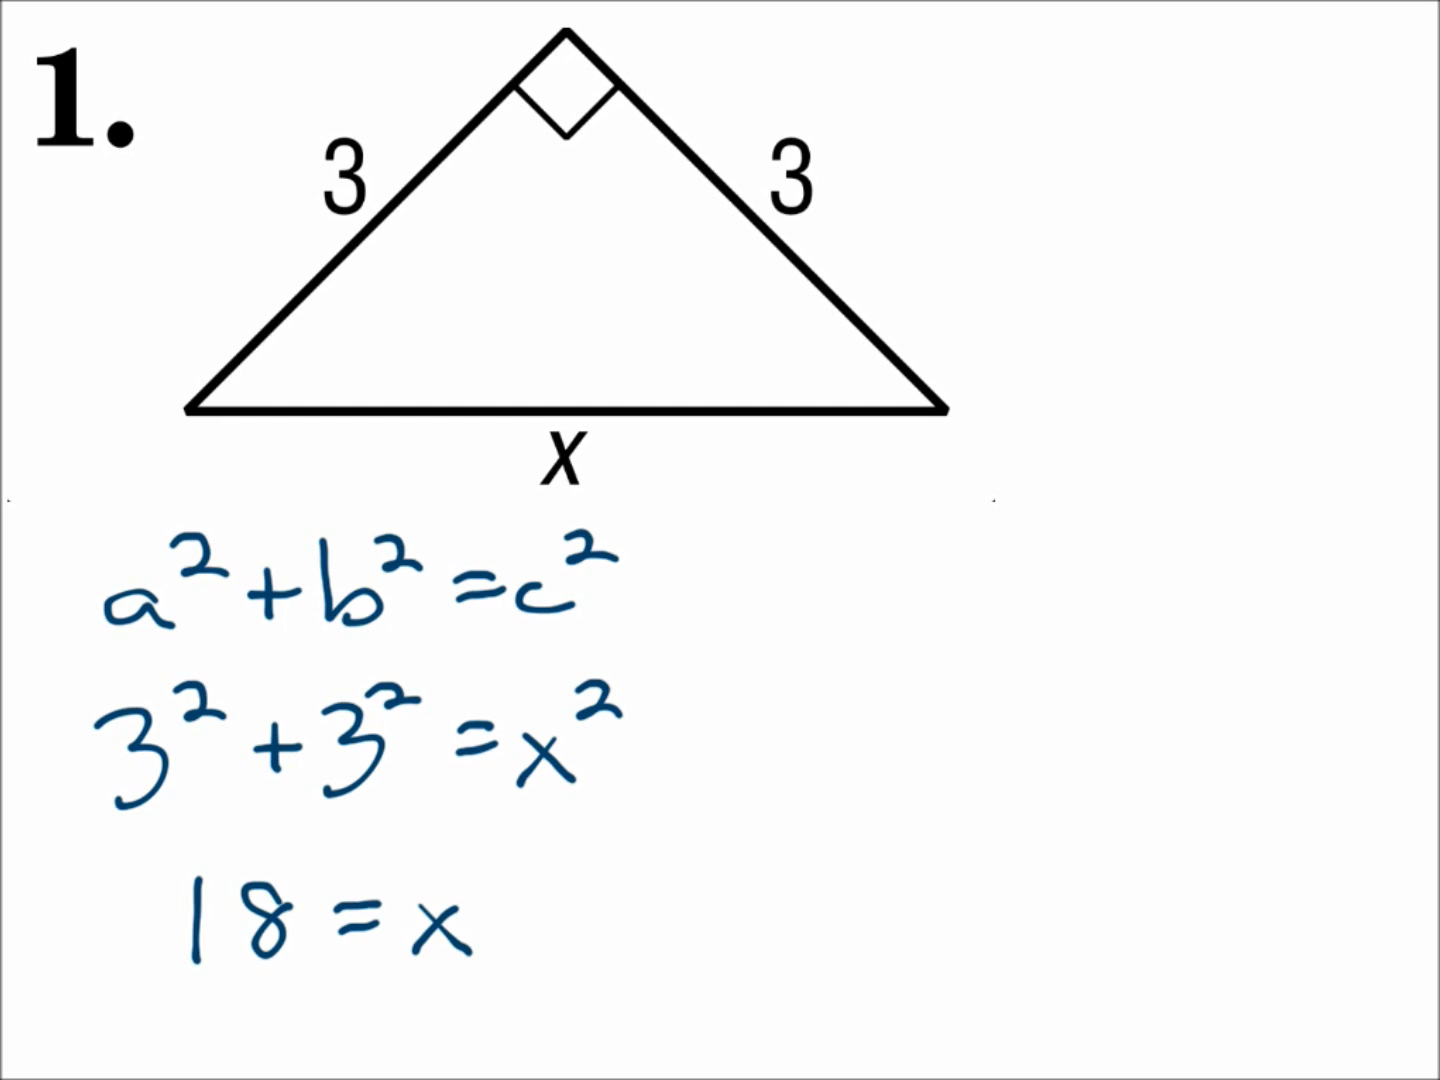 1.
3 3
x
a² + b² = c²
3² + 3² = x²
18 = x